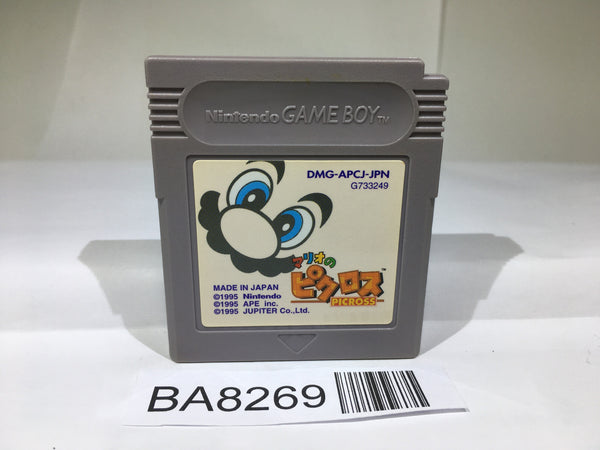 Nintendo GAME BOY TM
DMG-APCJ-JPN
G733249
マリオの
ピクロス TM
PICROSS
MADE IN JAPAN
©1995 Nintendo
©1995 APE inc.
©1995 JUPITER Co.,Ltd.
BA8269